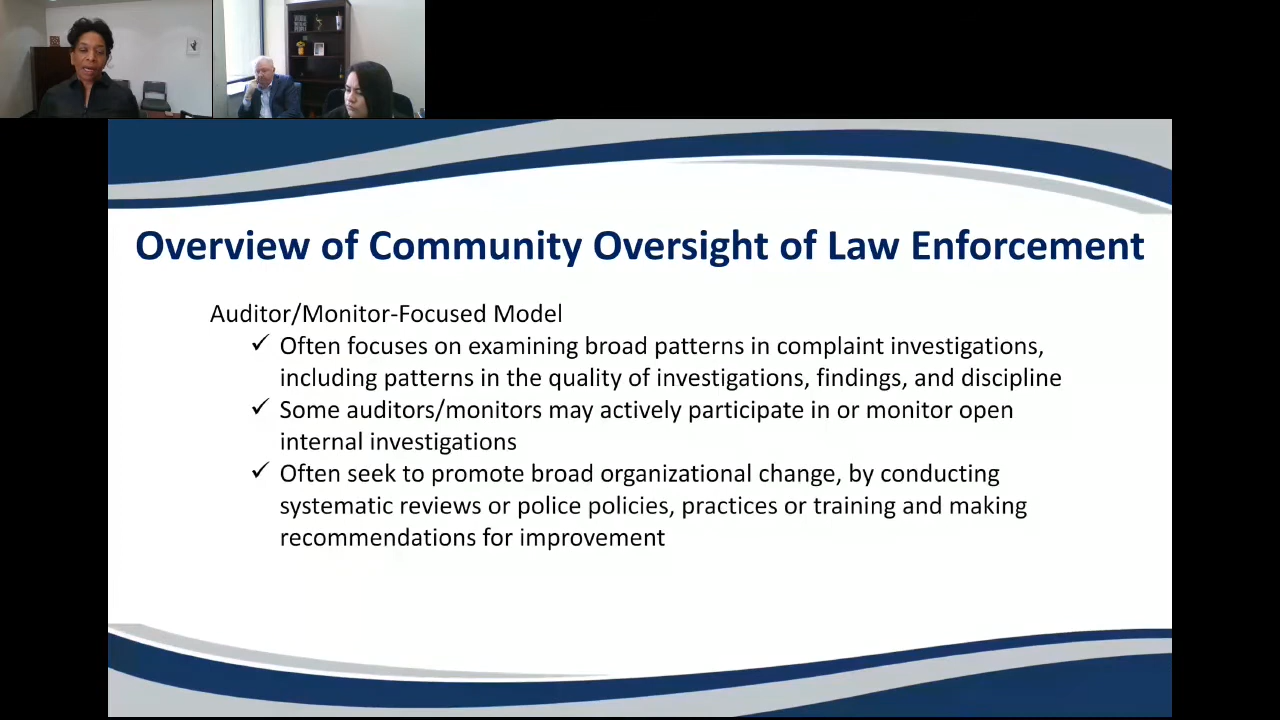 Overview of Community Oversight of Law Enforcement
Auditor/Monitor-Focused Model
✓ Often focuses on examining broad patterns in complaint investigations,
including patterns in the quality of investigations, findings, and discipline
✓ Some auditors/monitors may actively participate in or monitor open
internal investigations
✓ Often seek to promote broad organizational change, by conducting
systematic reviews or police policies, practices or training and making
recommendations for improvement